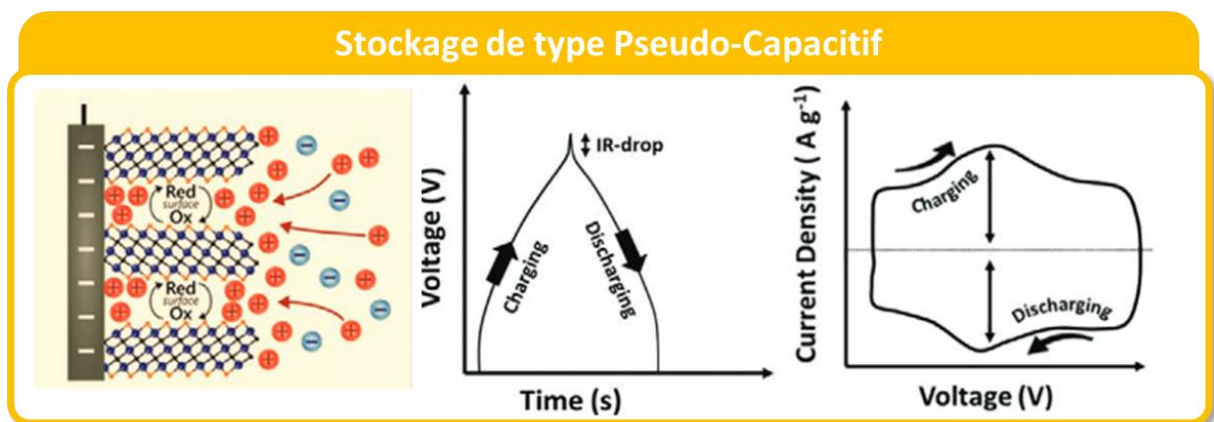 Stockage de type Pseudo-Capacitif
Red
surface
Ox
Red
surface
Ox
Voltage (V)
Charging
Discharging
IR-drop
Time (s)
Current Density ( A g⁻¹)
Charging
Discharging
Voltage (V)